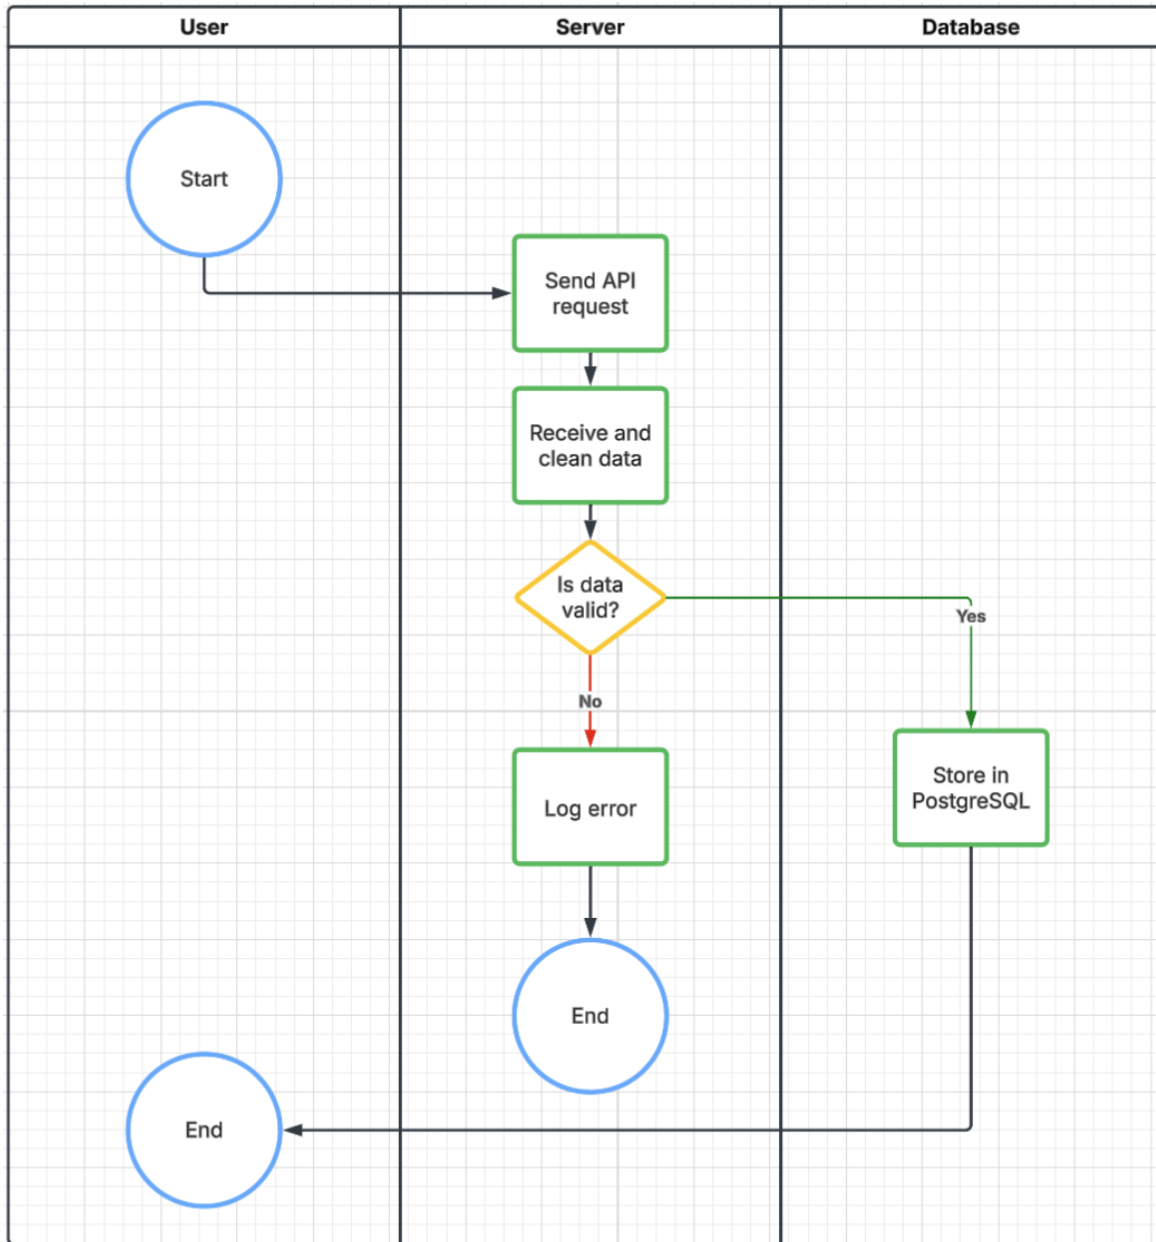 User
Server
Database
Start
Send API
request
Receive and
clean data
Is data
valid?
Yes
No
Store in
PostgreSQL
Log error
End
End